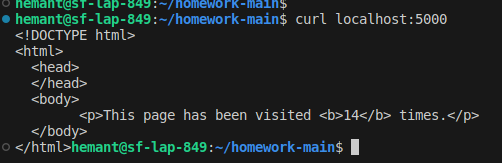 hemant@sf-lap-849:~/homework-main$
hemant@sf-lap-849:~/homework-main$ curl localhost:5000
<!DOCTYPE html>
<html>
  <head>
  </head>
  <body>
        <p>This page has been visited <b>14</b> times.</p>
  </body>
</html>hemant@sf-lap-849:~/homework-main$